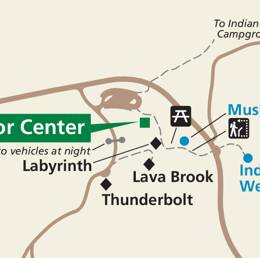 To Indian
Campgro
or Center
Mus
to vehicles at night
Labyrinth
Lava Brook
Ind
We
Thunderbolt